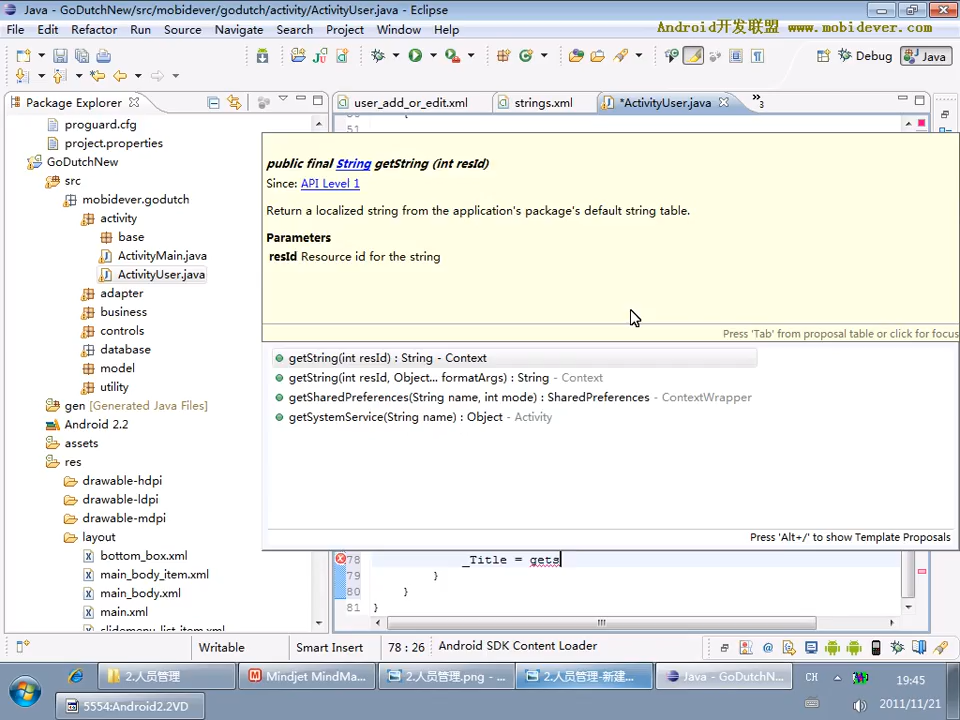 Java - GoDutchNew/src/mobidever/godutch/activity/ActivityUser.java - Eclipse
File Edit Refactor Run Source Navigate Search Project Window Help
Android开发联盟 www.mobidever.com
Debug Java
Package Explorer
user_add_or_edit.xml strings.xml *ActivityUser.java 3
proguard.cfg
project.properties
GoDutchNew
src
mobidever.godutch
activity
base
ActivityMain.java
ActivityUser.java
adapter
business
controls
database
model
utility
gen [Generated Java Files]
Android 2.2
assets
res
drawable-hdpi
drawable-ldpi
drawable-mdpi
layout
bottom_box.xml
main_body_item.xml
main_body.xml
main.xml
slidemenu_list_item.xml
51
public final String getString (int resId)
Since: API Level 1
Return a localized string from the application's package's default string table.
Parameters
resId Resource id for the string
Press 'Tab' from proposal table or click for focus
getString(int resId) : String - Context
getString(int resId, Object... formatArgs) : String - Context
getSharedPreferences(String name, int mode) : SharedPreferences - ContextWrapper
getSystemService(String name) : Object - Activity
Press 'Alt+/' to show Template Proposals
78 _Title = gets
79 }
80 }
81 }
Writable Smart Insert 78 : 26 Android SDK Content Loader
2.人员管理 Mindjet MindMa... 2.人员管理.png - ... 2.人员管理-新建... Java - GoDutchN... CH 19:45
5554:Android2.2VD 2011/11/21